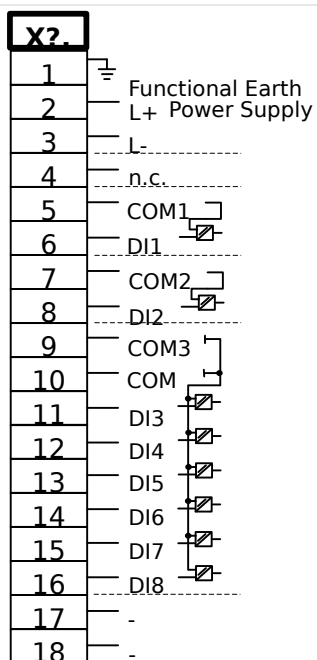 X?.
1
Functional Earth
2 L+ Power Supply
3 L-
4 n.c.
5 COM1
6 DI1
7 COM2
8 DI2
9 COM3
10 COM
11 DI3
12 DI4
13 DI5
14 DI6
15 DI7
16 DI8
17 -
18 -